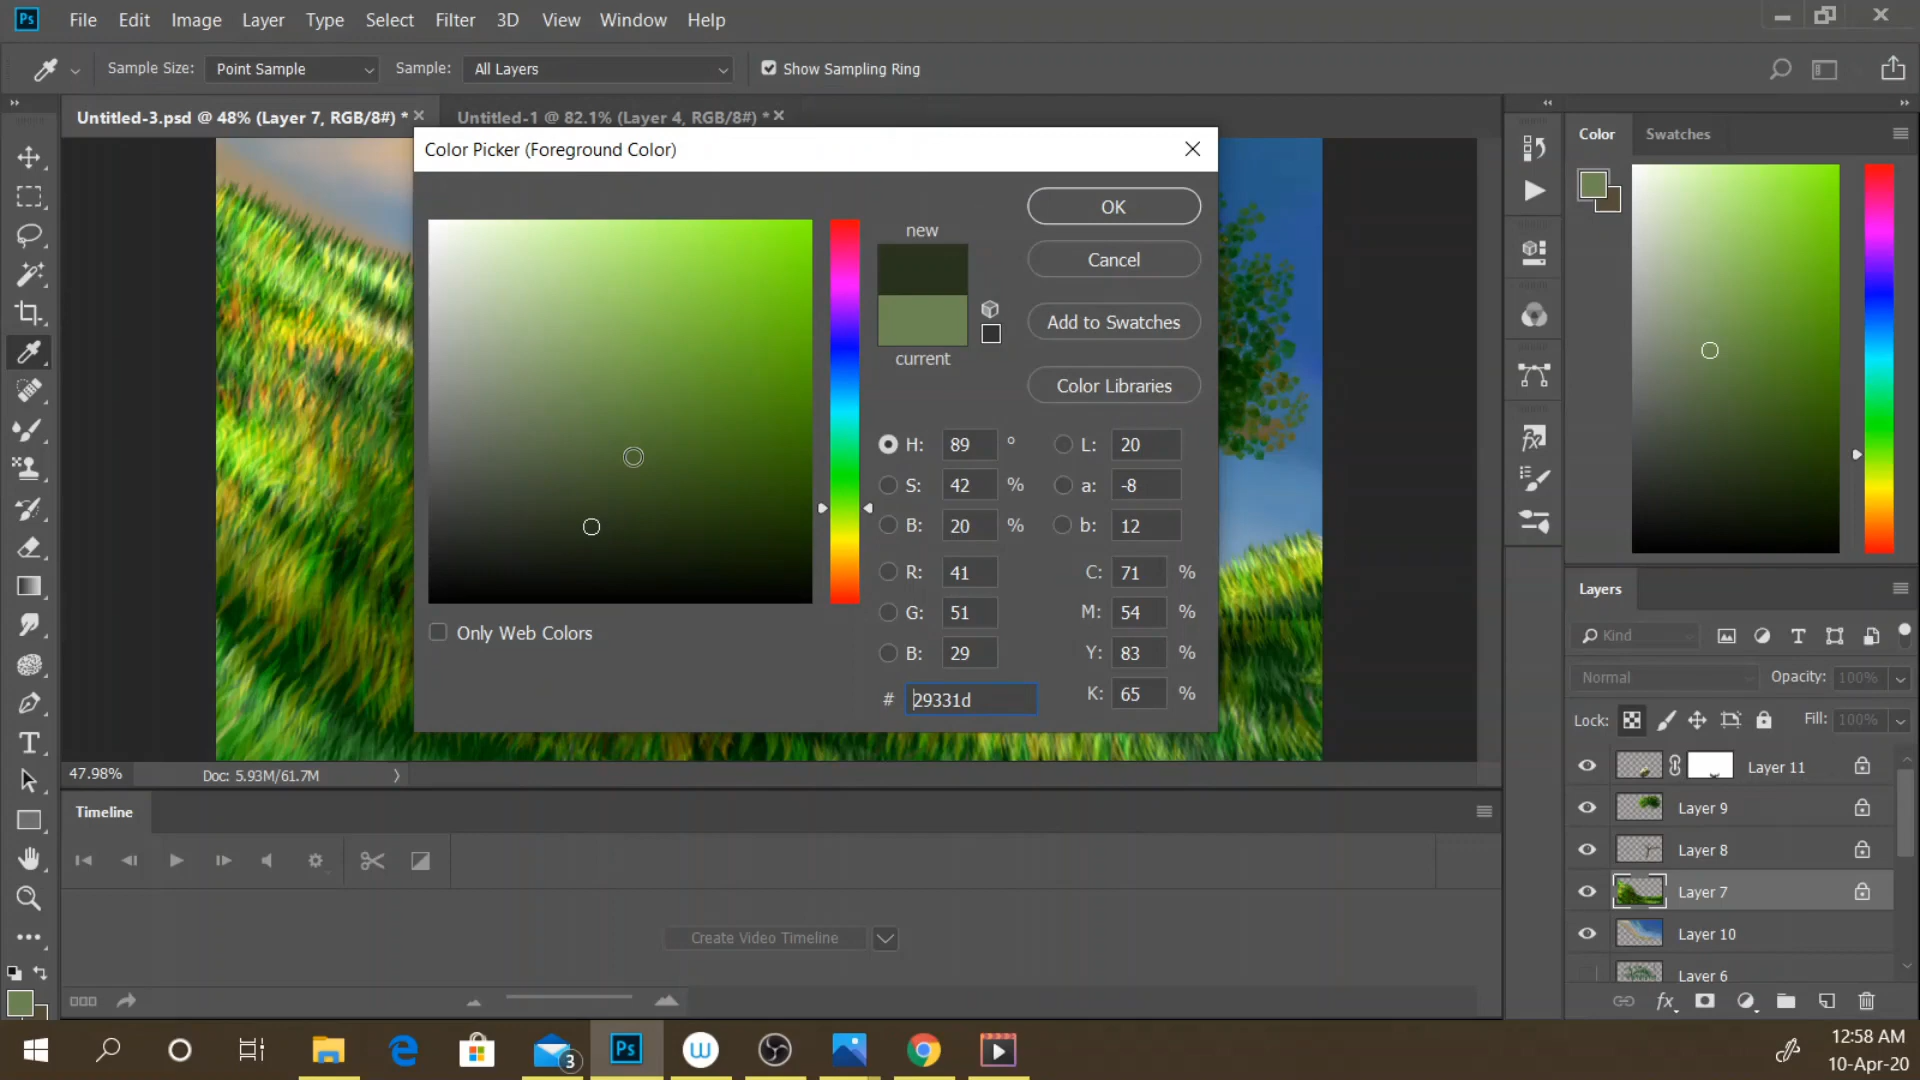 Ps File Edit Image Layer Type Select Filter 3D View Window Help
Sample Size: Point Sample Sample: All Layers Show Sampling Ring
Untitled-3.psd @ 48% (Layer 7, RGB/8#) * Untitled-1 @ 82.1% (Layer 4, RGB/8#) *
Color Picker (Foreground Color)
OK
new
Cancel
Add to Swatches
current
Color Libraries
H: 89 ° L: 20
S: 42 % a: -8
B: 20 % b: 12
R: 41 C: 71 %
G: 51 M: 54 %
B: 29 Y: 83 %
# 29331d K: 65 %
Only Web Colors
Color Swatches
Layers
Kind
Normal Opacity: 100%
Lock: Fill: 100%
Layer 11
Layer 9
Layer 8
Layer 7
Layer 10
Layer 6
fx
47.98% Doc: 5.93M/61.7M
Timeline
Create Video Timeline
3
Ps
12:58 AM
10-Apr-20